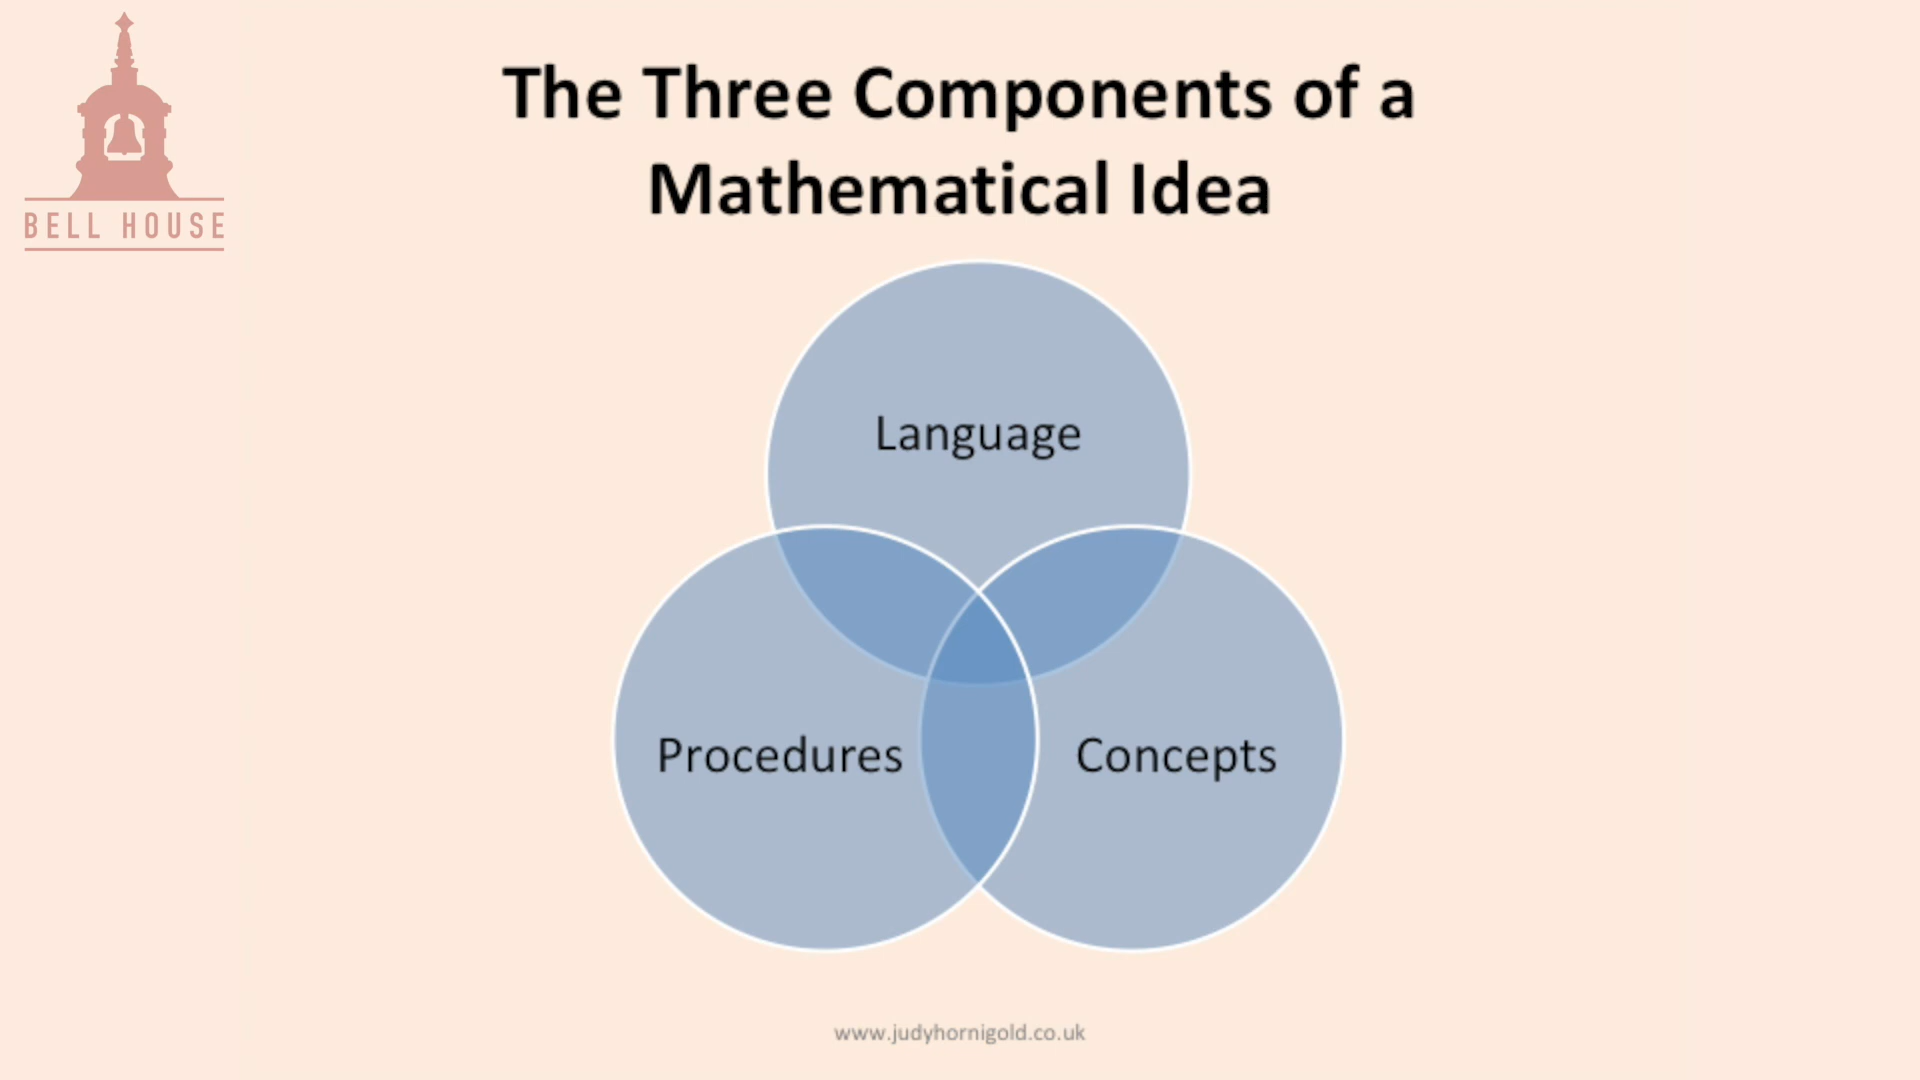 BELL HOUSE
The Three Components of a
Mathematical Idea
Language
Procedures
Concepts
www.judyhornigold.co.uk